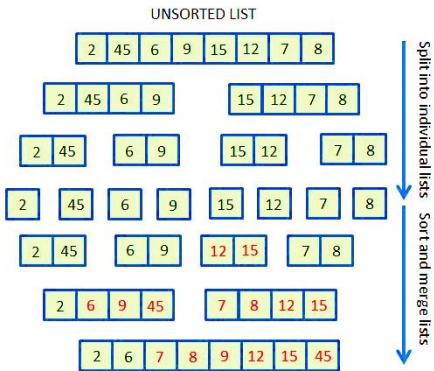 UNSORTED LIST
2 45 6 9 15 12 7 8
2 45 6 9 15 12 7 8
2 45 6 9 15 12 7 8
2 45 6 9 15 12 7 8
2 45 6 9 12 15 7 8
2 6 9 45 7 8 12 15
2 6 7 8 9 12 15 45
Split into individual lists
Sort and merge lists